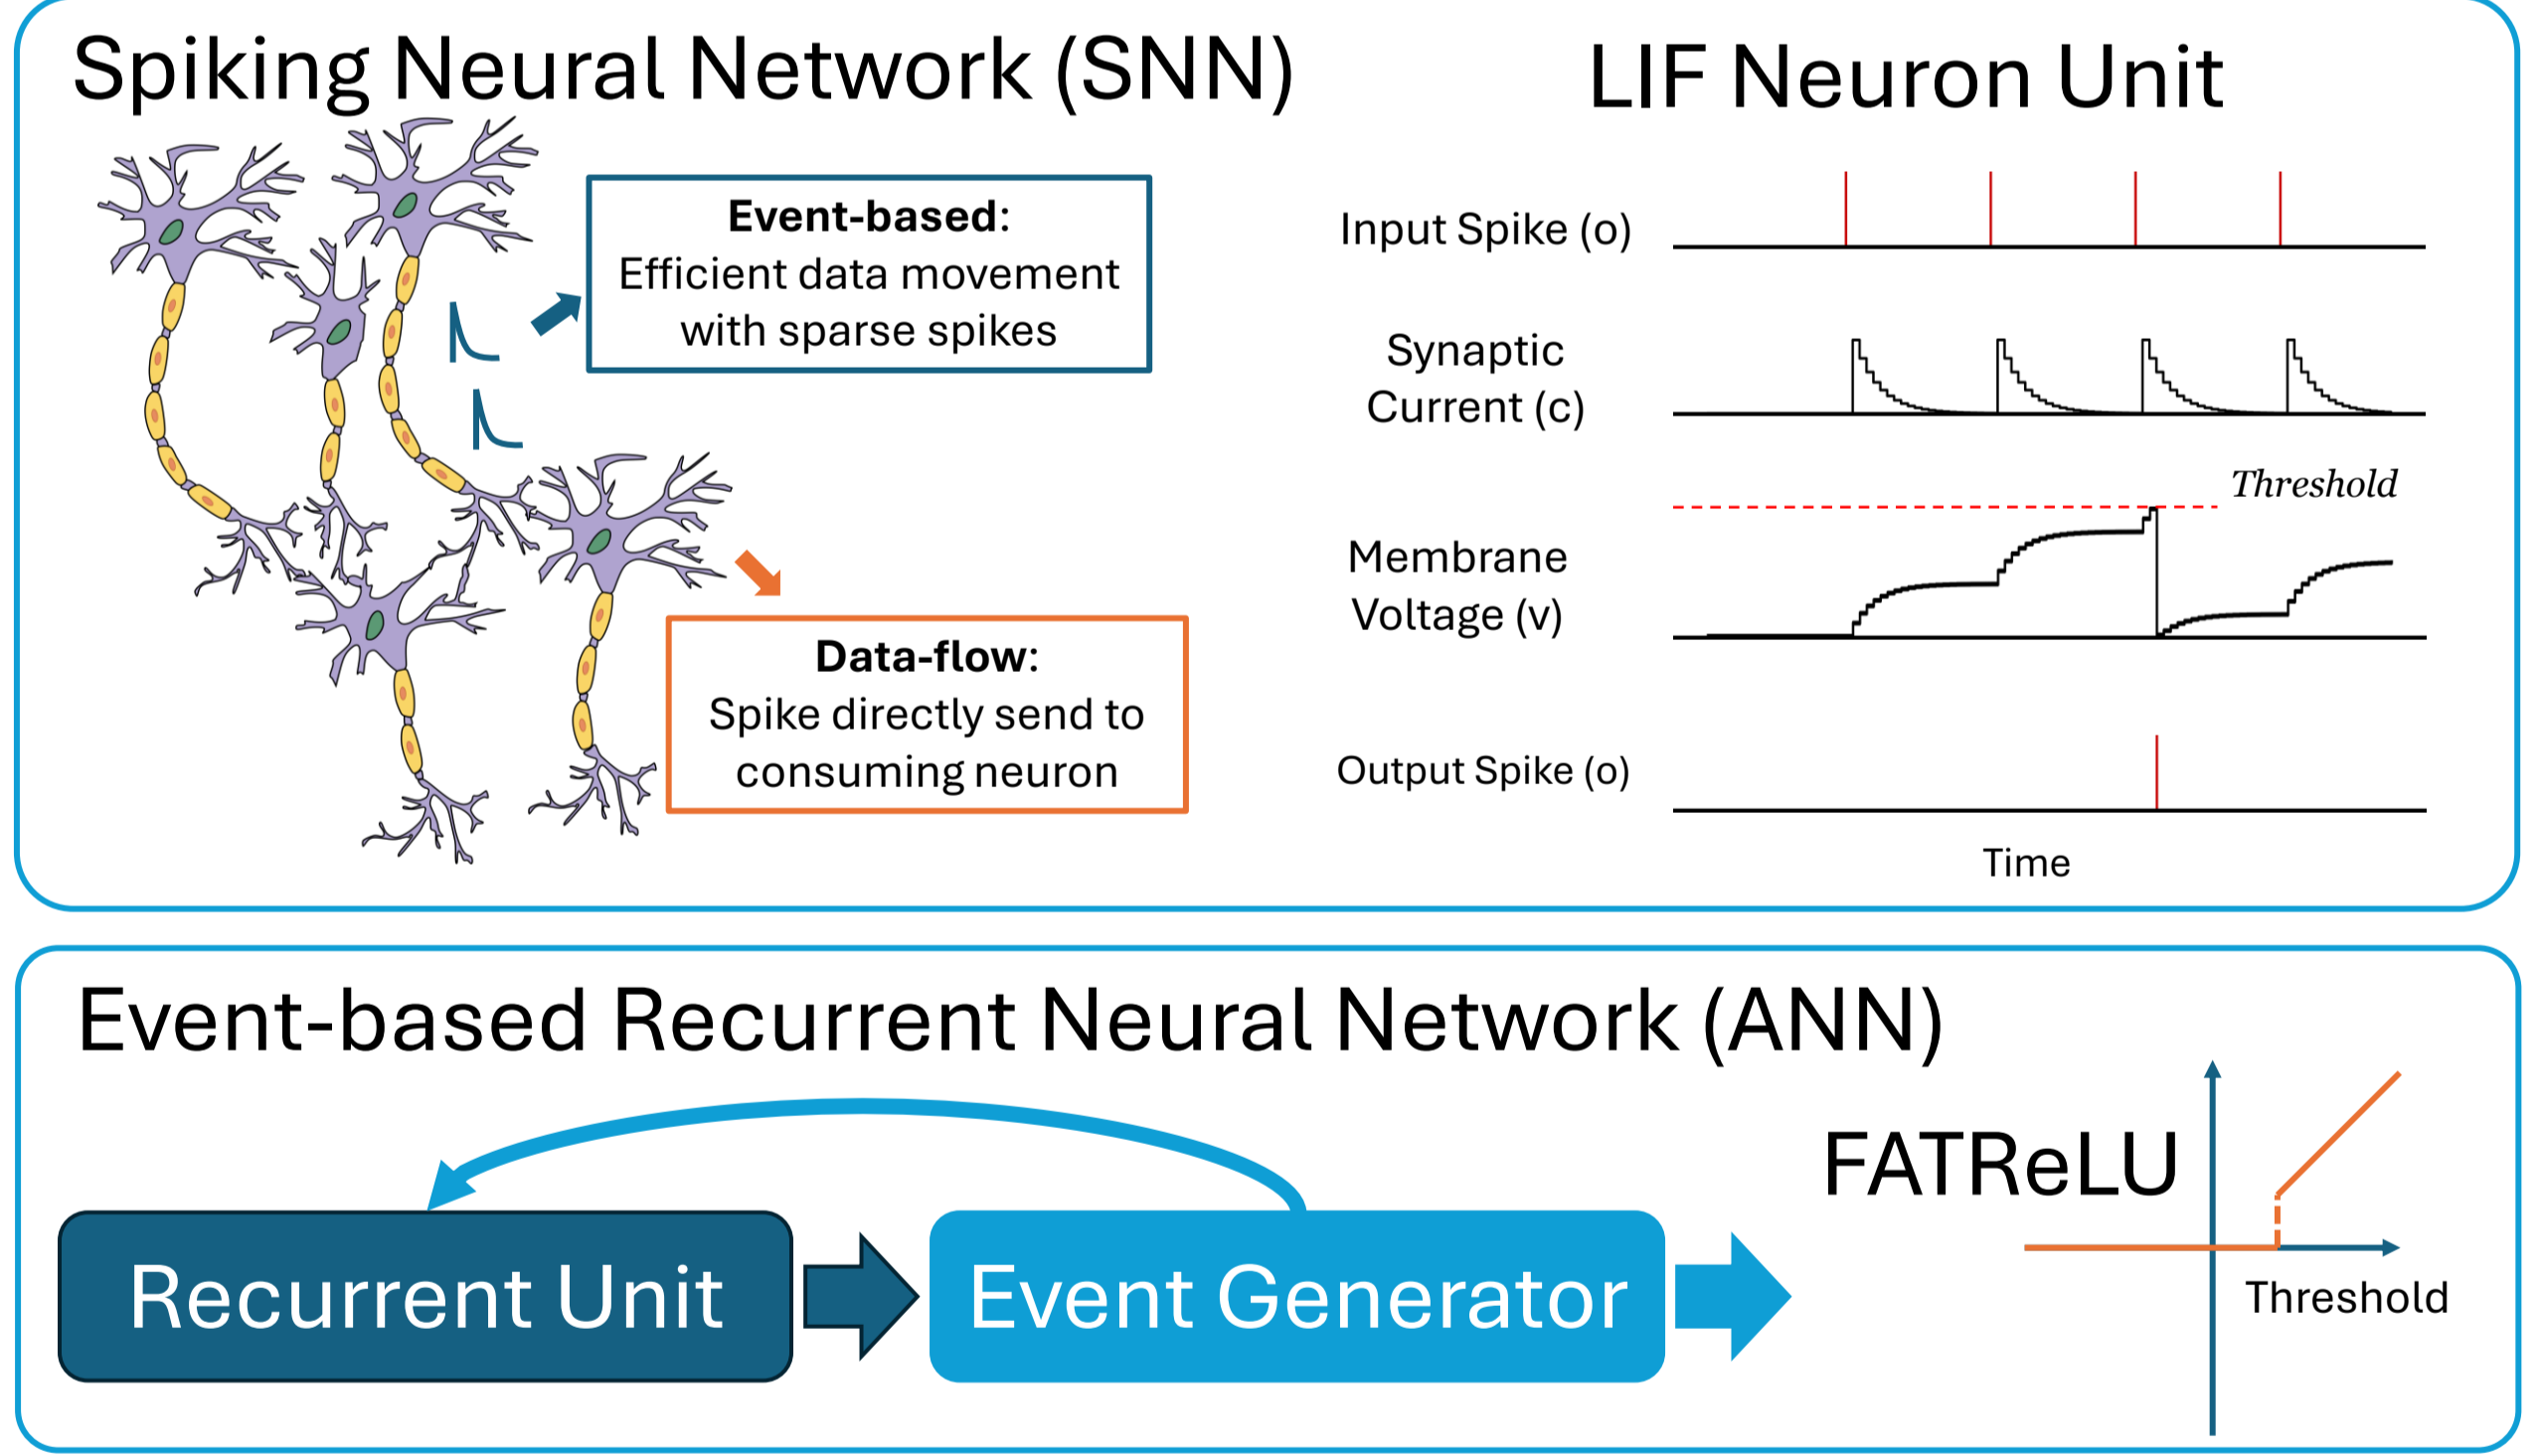 Spiking Neural Network (SNN)
Event-based:
Efficient data movement
with sparse spikes
Data-flow:
Spike directly send to
consuming neuron
LIF Neuron Unit
Input Spike (o)
Synaptic
Current (c)
Threshold
Membrane
Voltage (v)
Output Spike (o)
Time
Event-based Recurrent Neural Network (ANN)
Recurrent Unit
Event Generator
FATReLU
Threshold